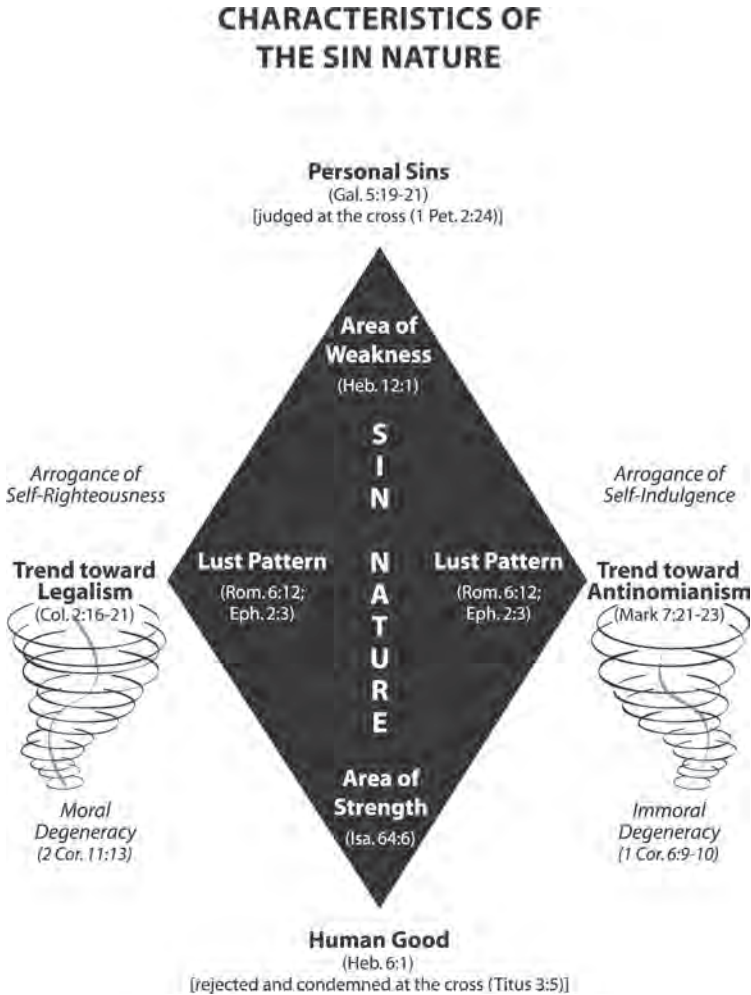 CHARACTERISTICS OF
THE SIN NATURE
Personal Sins
(Gal. 5:19-21)
[judged at the cross (1 Pet. 2:24)]
Area of
Weakness
(Heb. 12:1)
SIN NATURE
Arrogance of
Self-Righteousness
Trend toward
Legalism
(Col. 2:16-21)
Lust Pattern
(Rom. 6:12;
Eph. 2:3)
Lust Pattern
(Rom. 6:12;
Eph. 2:3)
Arrogance of
Self-Indulgence
Trend toward
Antinomianism
(Mark 7:21-23)
Moral
Degeneracy
(2 Cor. 11:13)
Area of
Strength
(Isa. 64:6)
Immoral
Degeneracy
(1 Cor. 6:9-10)
Human Good
(Heb. 6:1)
[rejected and condemned at the cross (Titus 3:5)]